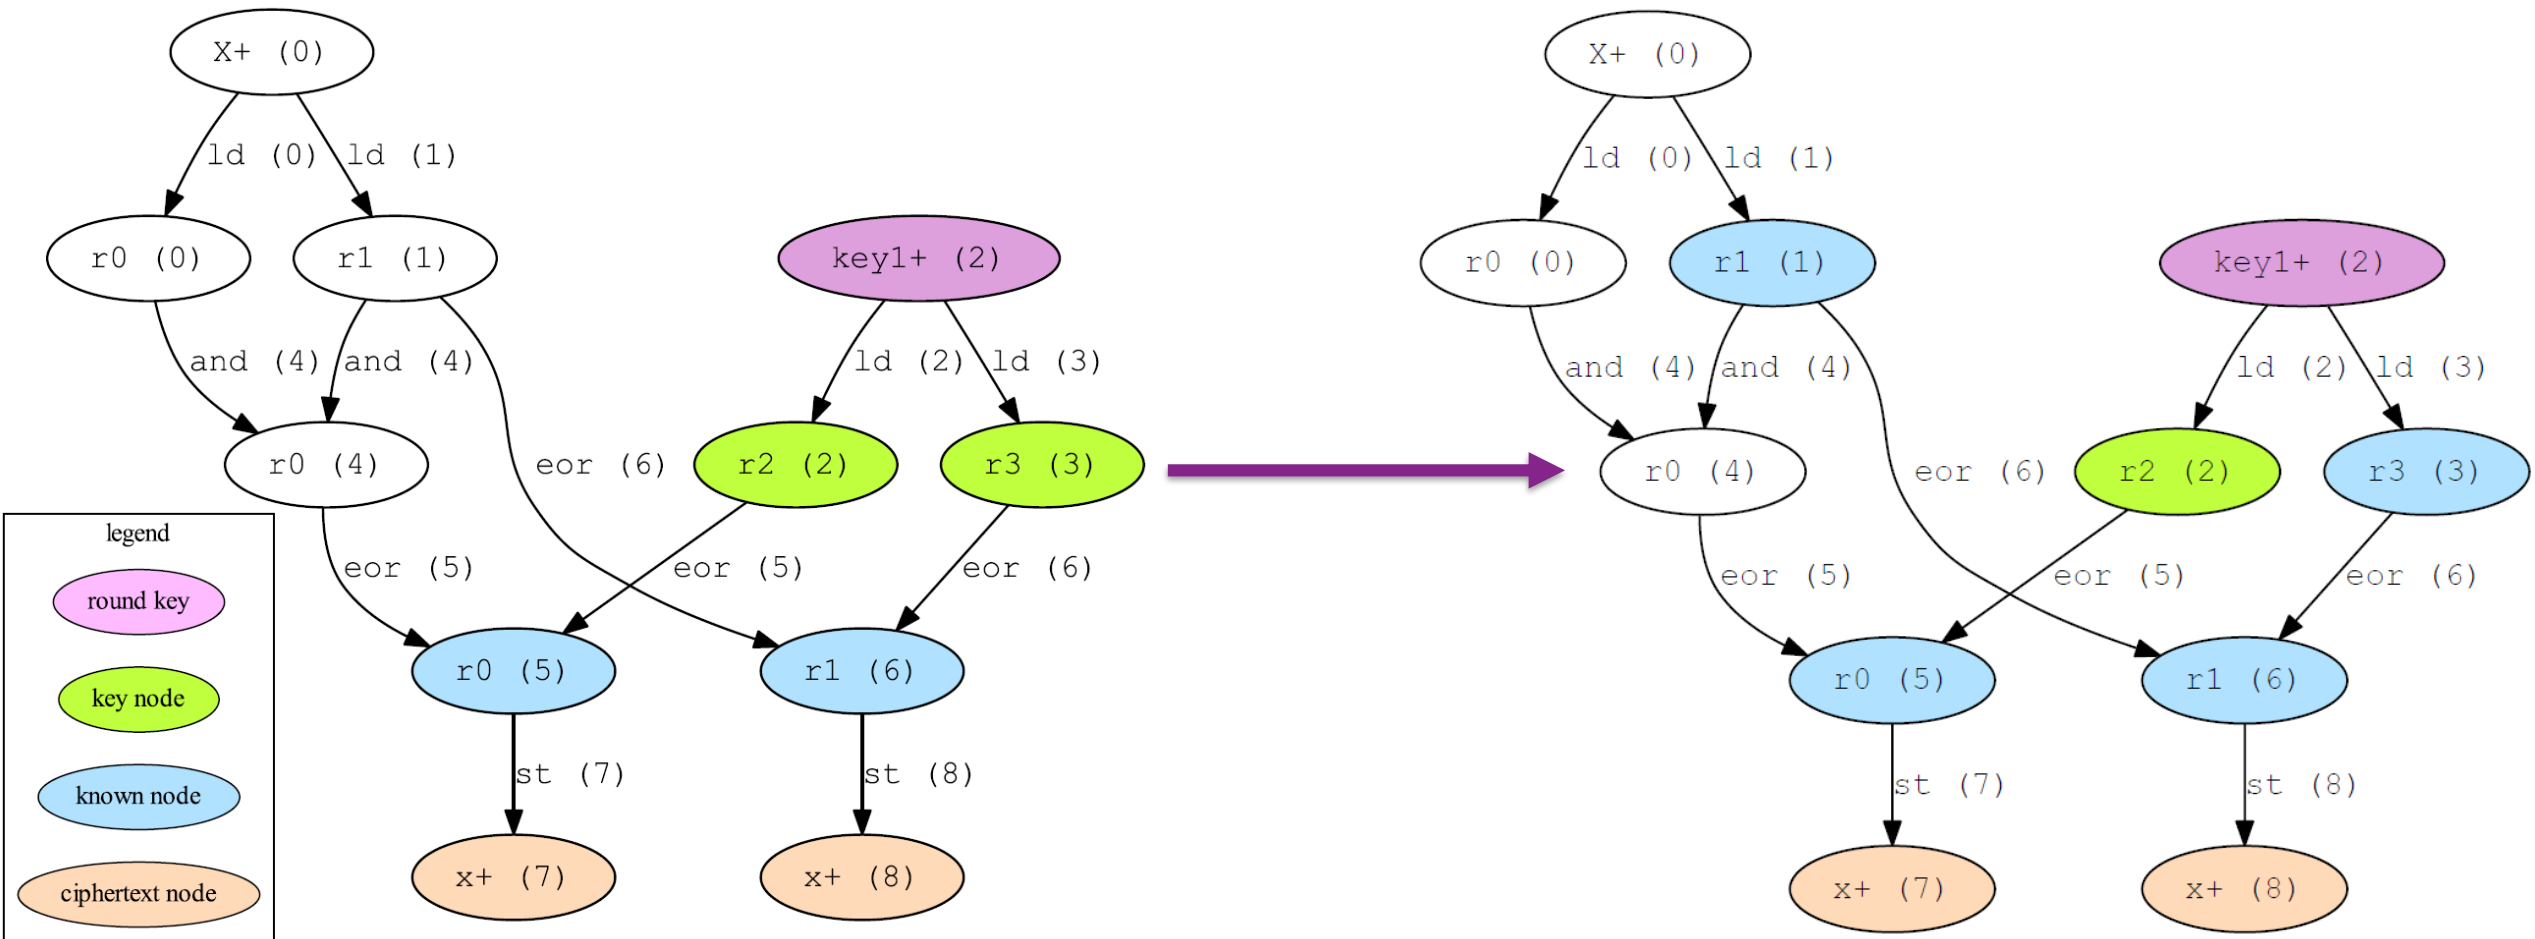 X+ (0)
ld (0) ld (1)
r0 (0) r1 (1) key1+ (2)
and (4) and (4) ld (2) ld (3)
r0 (4) eor (6) r2 (2) r3 (3)
eor (5) eor (5) eor (6)
r0 (5) r1 (6)
st (7) st (8)
x+ (7) x+ (8)
legend
round key
key node
known node
ciphertext node
X+ (0)
ld (0) ld (1)
r0 (0) r1 (1) key1+ (2)
and (4) and (4) ld (2) ld (3)
r0 (4) eor (6) r2 (2) r3 (3)
eor (5) eor (5) eor (6)
r0 (5) r1 (6)
st (7) st (8)
x+ (7) x+ (8)